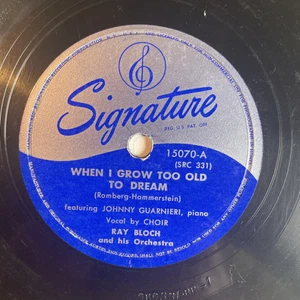 Signature
REG. U.S. PAT. OFF.
15070-A
(SRC 331)
WHEN I GROW TOO OLD
TO DREAM
(Romberg-Hammerstein)
featuring JOHNNY GUARNIERI, piano
Vocal by CHOIR
RAY BLOCH
and his Orchestra